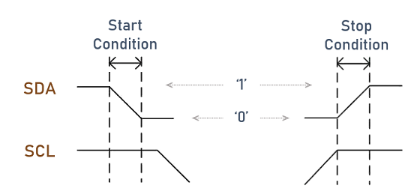 Start
Condition
Stop
Condition
SDA
'1'
'0'
SCL